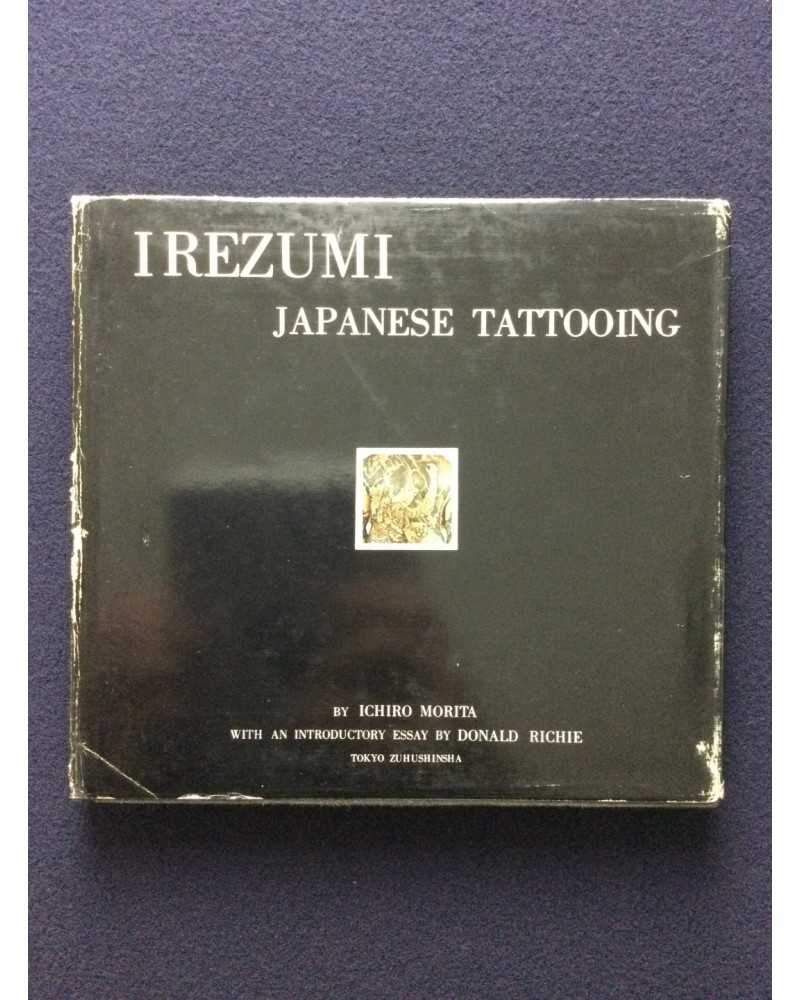 IREZUMI
JAPANESE TATTOOING
BY ICHIRO MORITA
WITH AN INTRODUCTORY ESSAY BY DONALD RICHIE
TOKYO ZUHUSHINSHA